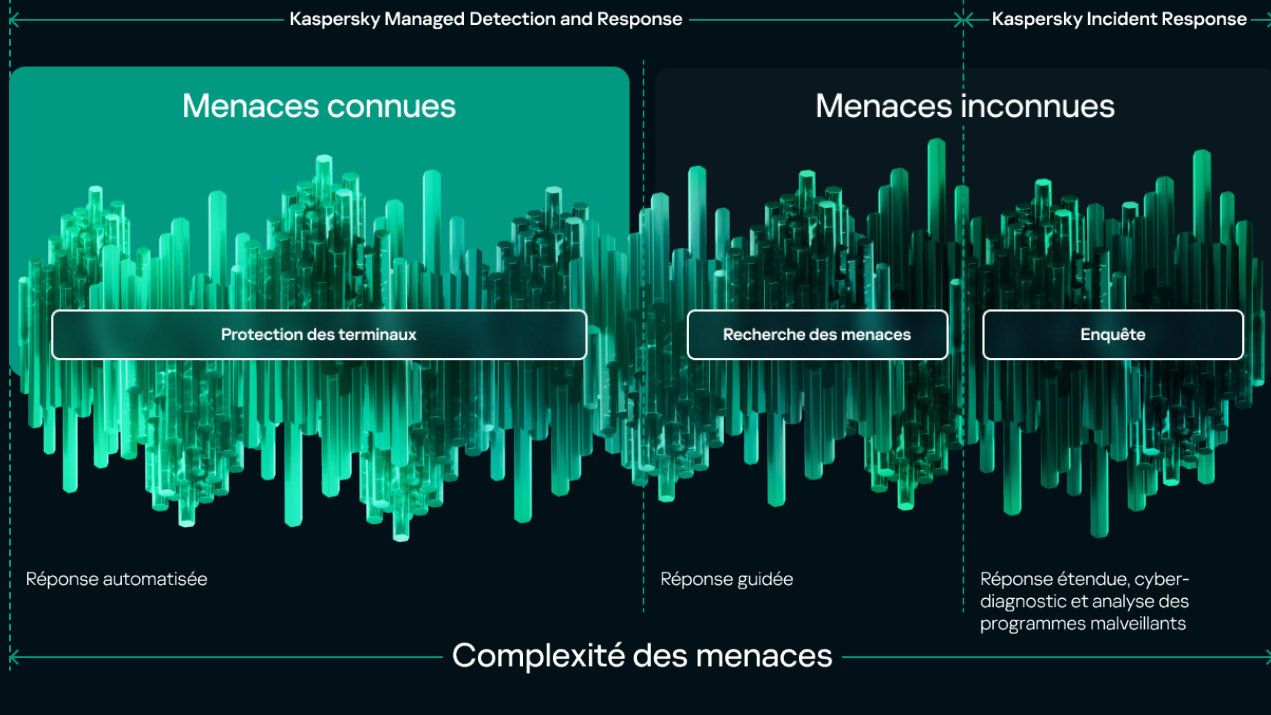 Kaspersky Managed Detection and Response
Kaspersky Incident Response
Menaces connues
Menaces inconnues
Protection des terminaux
Recherche des menaces
Enquête
Réponse automatisée
Réponse guidée
Réponse étendue, cyber-
diagnostic et analyse des
programmes malveillants
Complexité des menaces